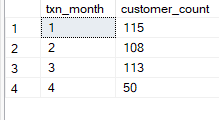 txn_month customer_count
1 1 115
2 2 108
3 3 113
4 4 50